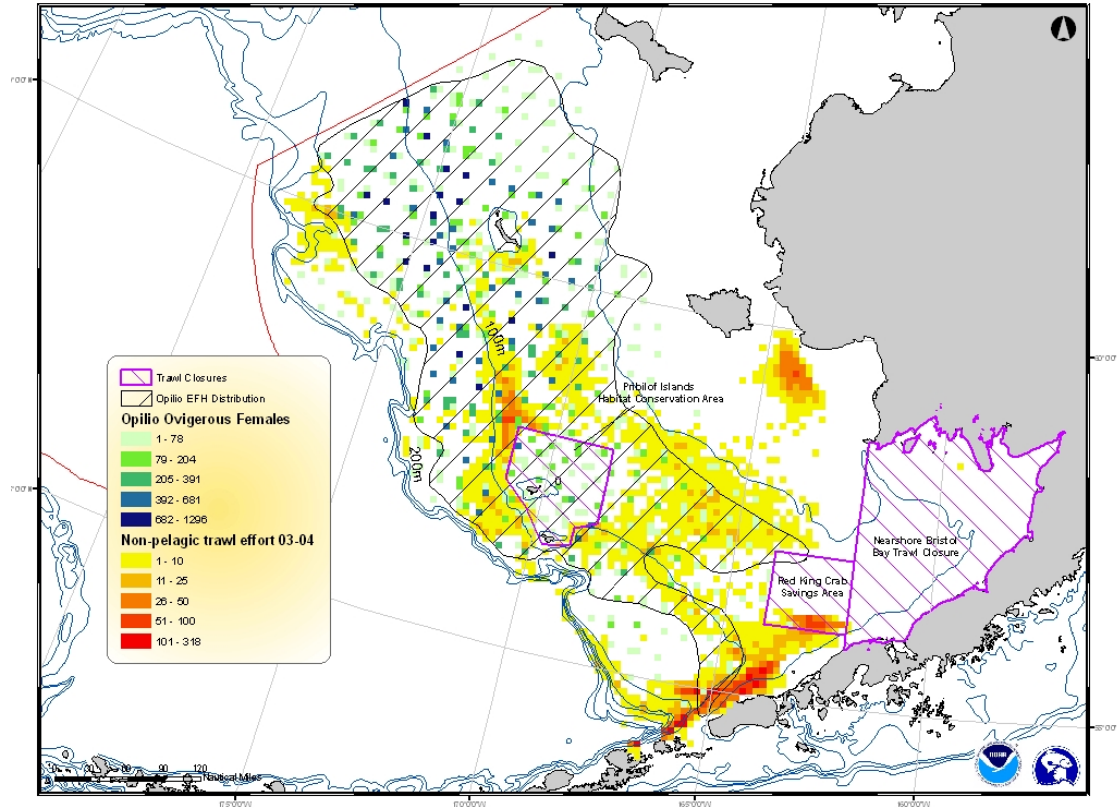 Trawl Closures
Opilio EFH Distribution
Opilio Ovigerous Females
1 - 78
79 - 204
205 - 391
392 - 681
682 - 1296
Non-pelagic trawl effort 03-04
1 - 10
11 - 25
26 - 50
51 - 100
101 - 318
100m
200m
Pribilof Islands
Habitat Conservation Area
Nearshore Bristol
Bay Trawl Closure
Red King Crab
Savings Area
120
Nautical Miles
NOAA